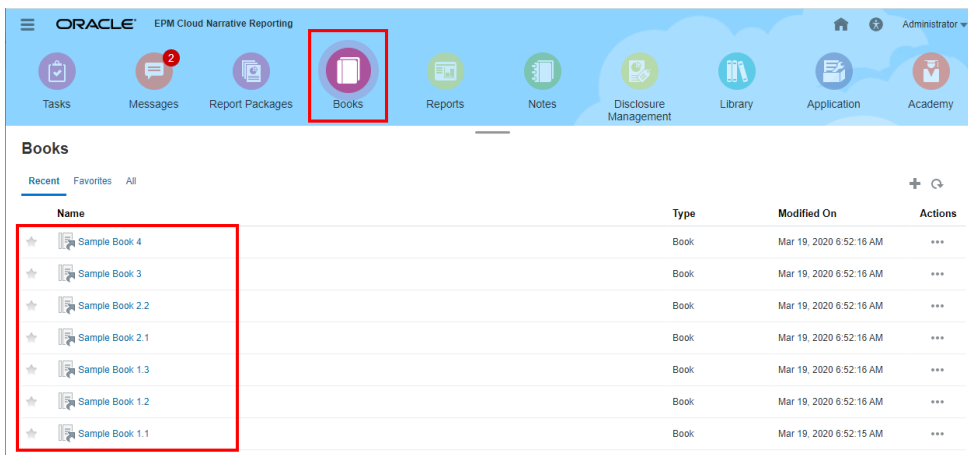 ORACLE® EPM Cloud Narrative Reporting Administrator
2
Tasks Messages Report Packages Books Reports Notes Disclosure Management Library Application Academy
Books
Recent Favorites All
Name Type Modified On Actions
Sample Book 4 Book Mar 19, 2020 6:52:16 AM
Sample Book 3 Book Mar 19, 2020 6:52:16 AM
Sample Book 2.2 Book Mar 19, 2020 6:52:16 AM
Sample Book 2.1 Book Mar 19, 2020 6:52:16 AM
Sample Book 1.3 Book Mar 19, 2020 6:52:16 AM
Sample Book 1.2 Book Mar 19, 2020 6:52:16 AM
Sample Book 1.1 Book Mar 19, 2020 6:52:15 AM